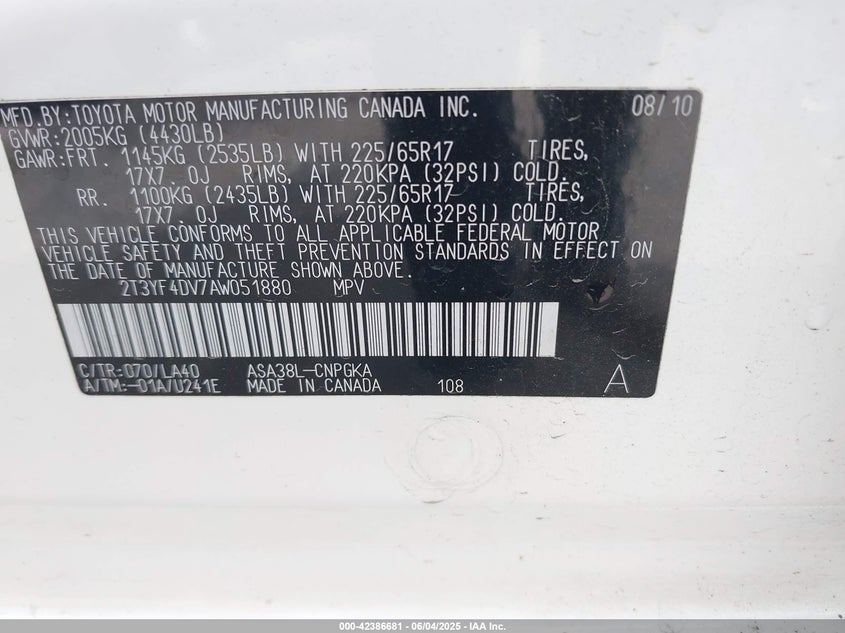 MFD.BY:TOYOTA MOTOR MANUFACTURING CANADA INC. 08/10
GVWR:2005KG (4430LB)
GAWR:FRT. 1145KG (2535LB) WITH 225/65R17 TIRES,
17X7.0J RIMS, AT 220KPA (32PSI) COLD.
RR. 1100KG (2435LB) WITH 225/65R17 TIRES,
17X7.0J RIMS, AT 220KPA (32PSI) COLD.
THIS VEHICLE CONFORMS TO ALL APPLICABLE FEDERAL MOTOR
VEHICLE SAFETY AND THEFT PREVENTION STANDARDS IN EFFECT ON
THE DATE OF MANUFACTURE SHOWN ABOVE.
2T3YF4DV7AW051880 MPV
C/TR:070/LA40 ASA38L-CNPGKA
A/TM:-01A/U241E MADE IN CANADA 108 A
000-42386681 - 06/04/2025 - IAA Inc.